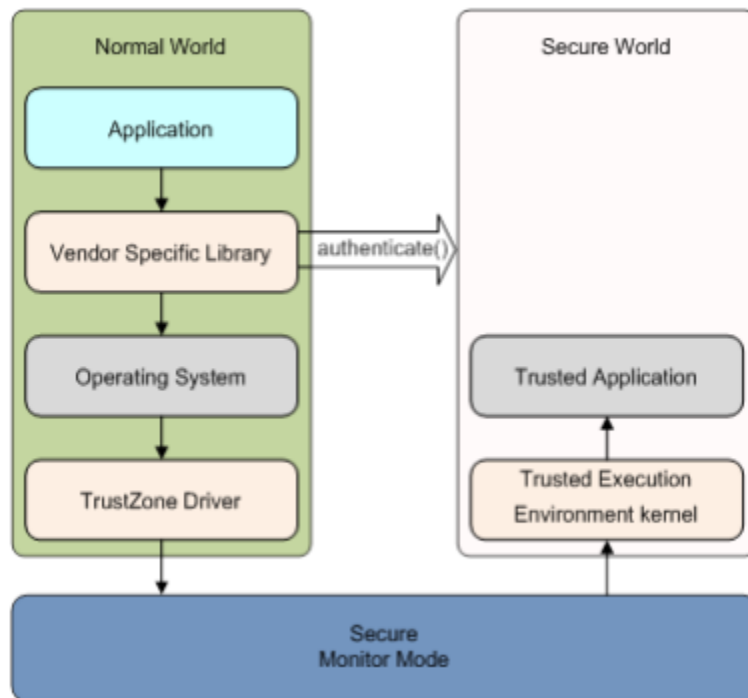 Normal World
Secure World
Application
Vendor Specific Library
authenticate()
Operating System
Trusted Application
TrustZone Driver
Trusted Execution
Environment kernel
Secure
Monitor Mode